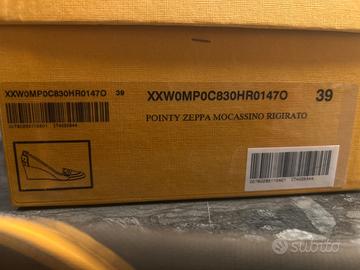 XXW0MP0C830HR0147O 39
XXW0MP0C830HR0147O 39
POINTY ZEPPA MOCASSINO RIGIRATO
subito